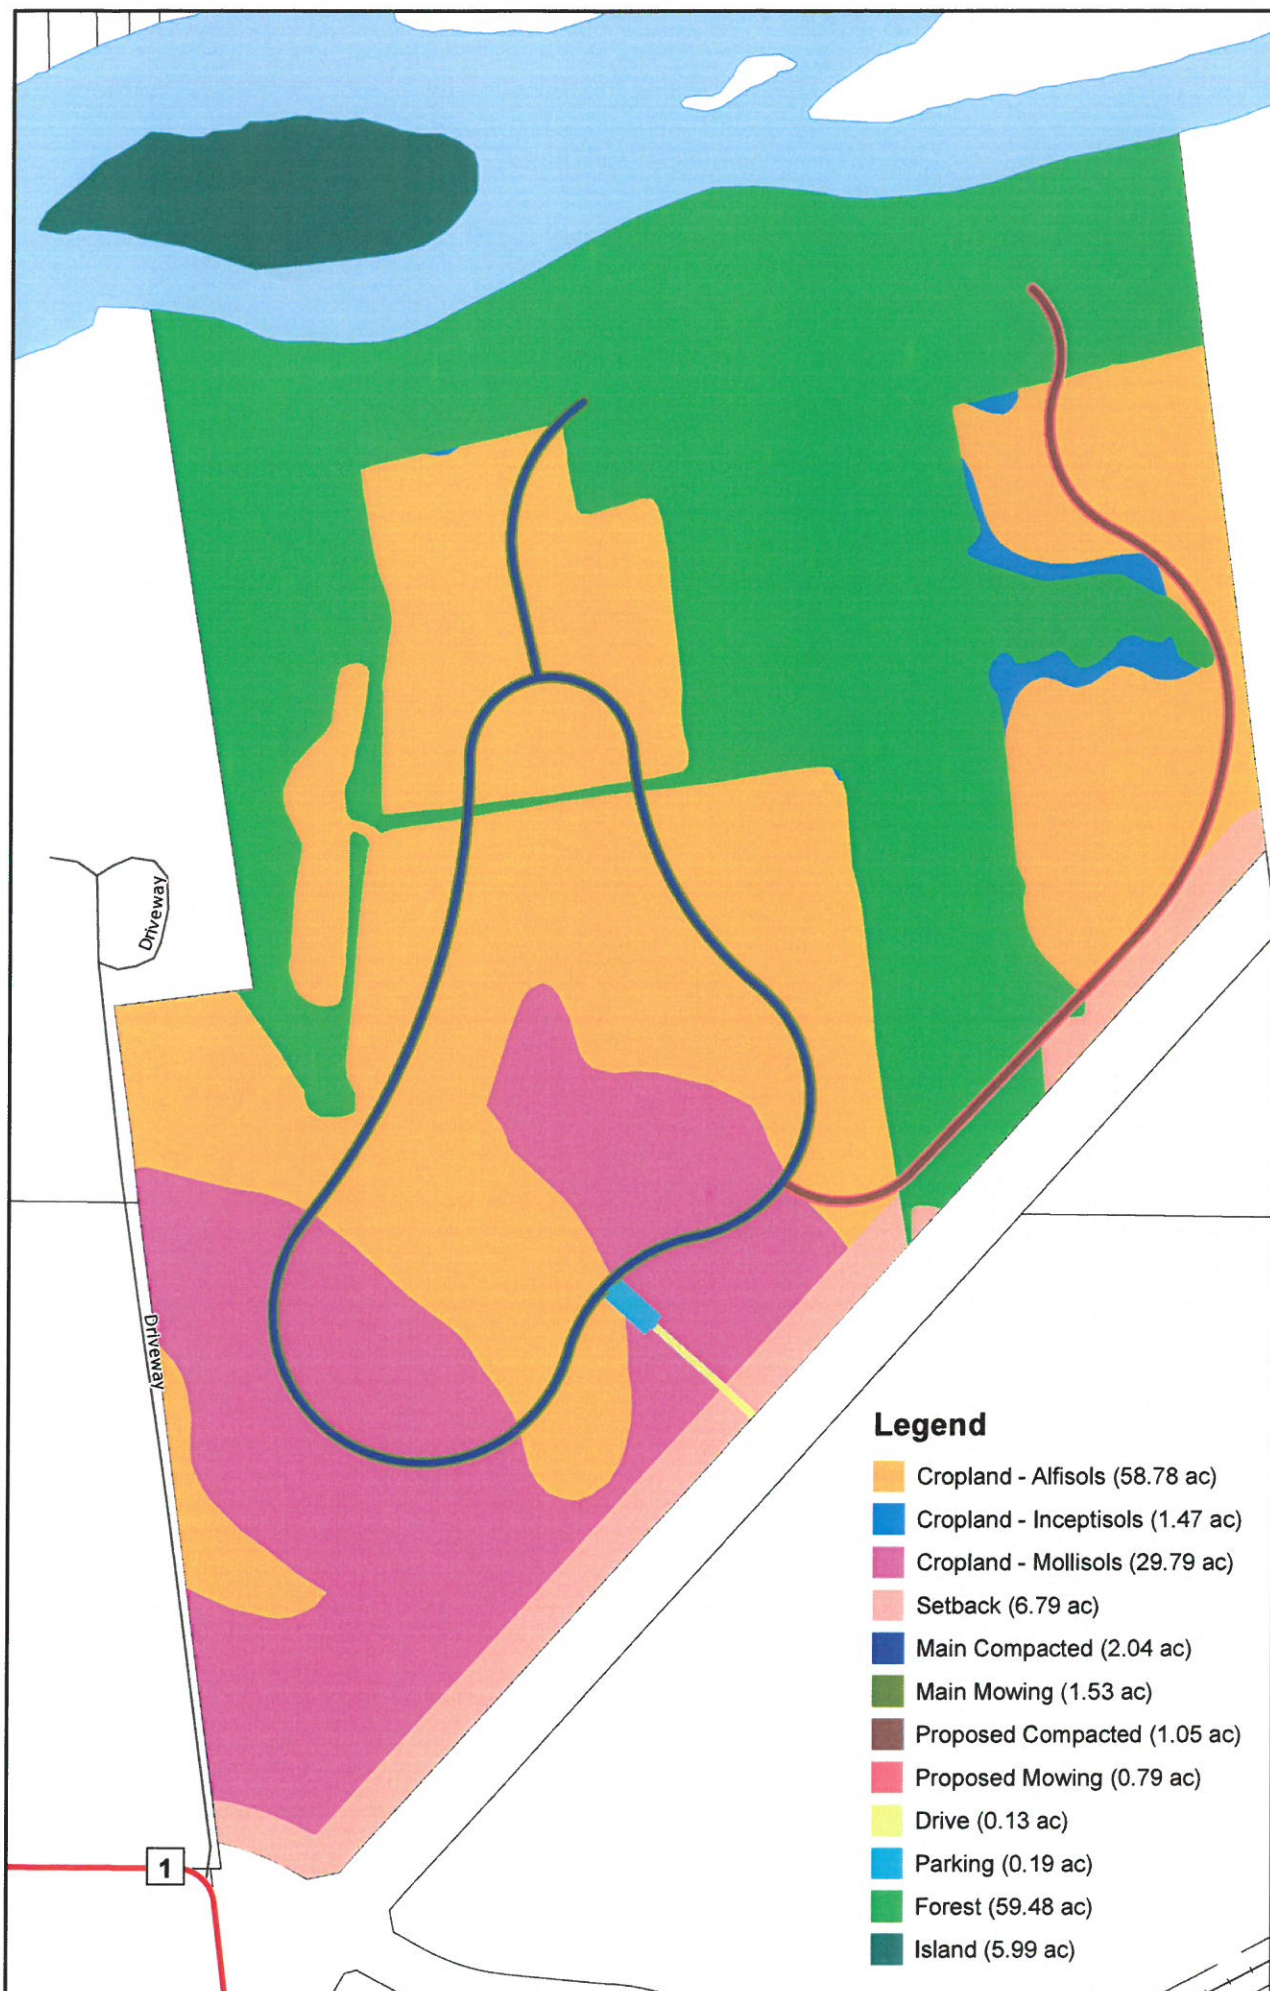 Driveway
Driveway
1
Legend
Cropland - Alfisols (58.78 ac)
Cropland - Inceptisols (1.47 ac)
Cropland - Mollisols (29.79 ac)
Setback (6.79 ac)
Main Compacted (2.04 ac)
Main Mowing (1.53 ac)
Proposed Compacted (1.05 ac)
Proposed Mowing (0.79 ac)
Drive (0.13 ac)
Parking (0.19 ac)
Forest (59.48 ac)
Island (5.99 ac)